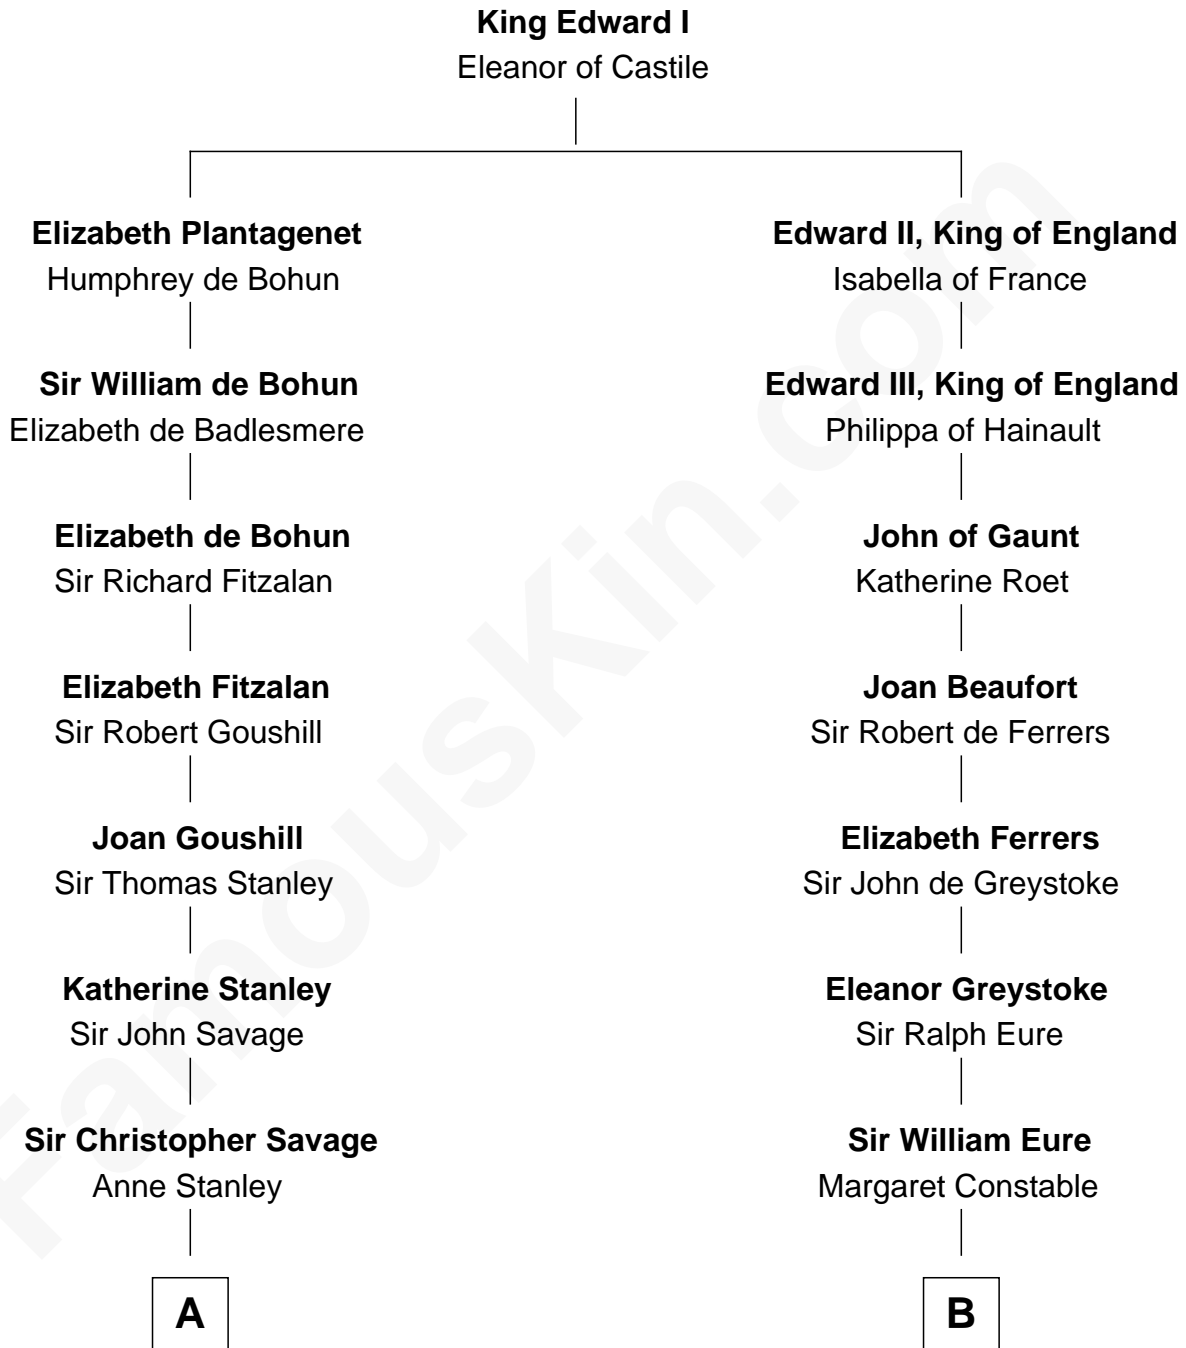 King Edward I
Eleanor of Castile
Elizabeth Plantagenet
Humphrey de Bohun
Edward II, King of England
Isabella of France
Sir William de Bohun
Elizabeth de Badlesmere
Edward III, King of England
Philippa of Hainault
Elizabeth de Bohun
Sir Richard Fitzalan
John of Gaunt
Katherine Roet
Elizabeth Fitzalan
Sir Robert Goushill
Joan Beaufort
Sir Robert de Ferrers
Joan Goushill
Sir Thomas Stanley
Elizabeth Ferrers
Sir John de Greystoke
Katherine Stanley
Sir John Savage
Eleanor Greystoke
Sir Ralph Eure
Sir Christopher Savage
Anne Stanley
Sir William Eure
Margaret Constable
A
B
FamousKin.com